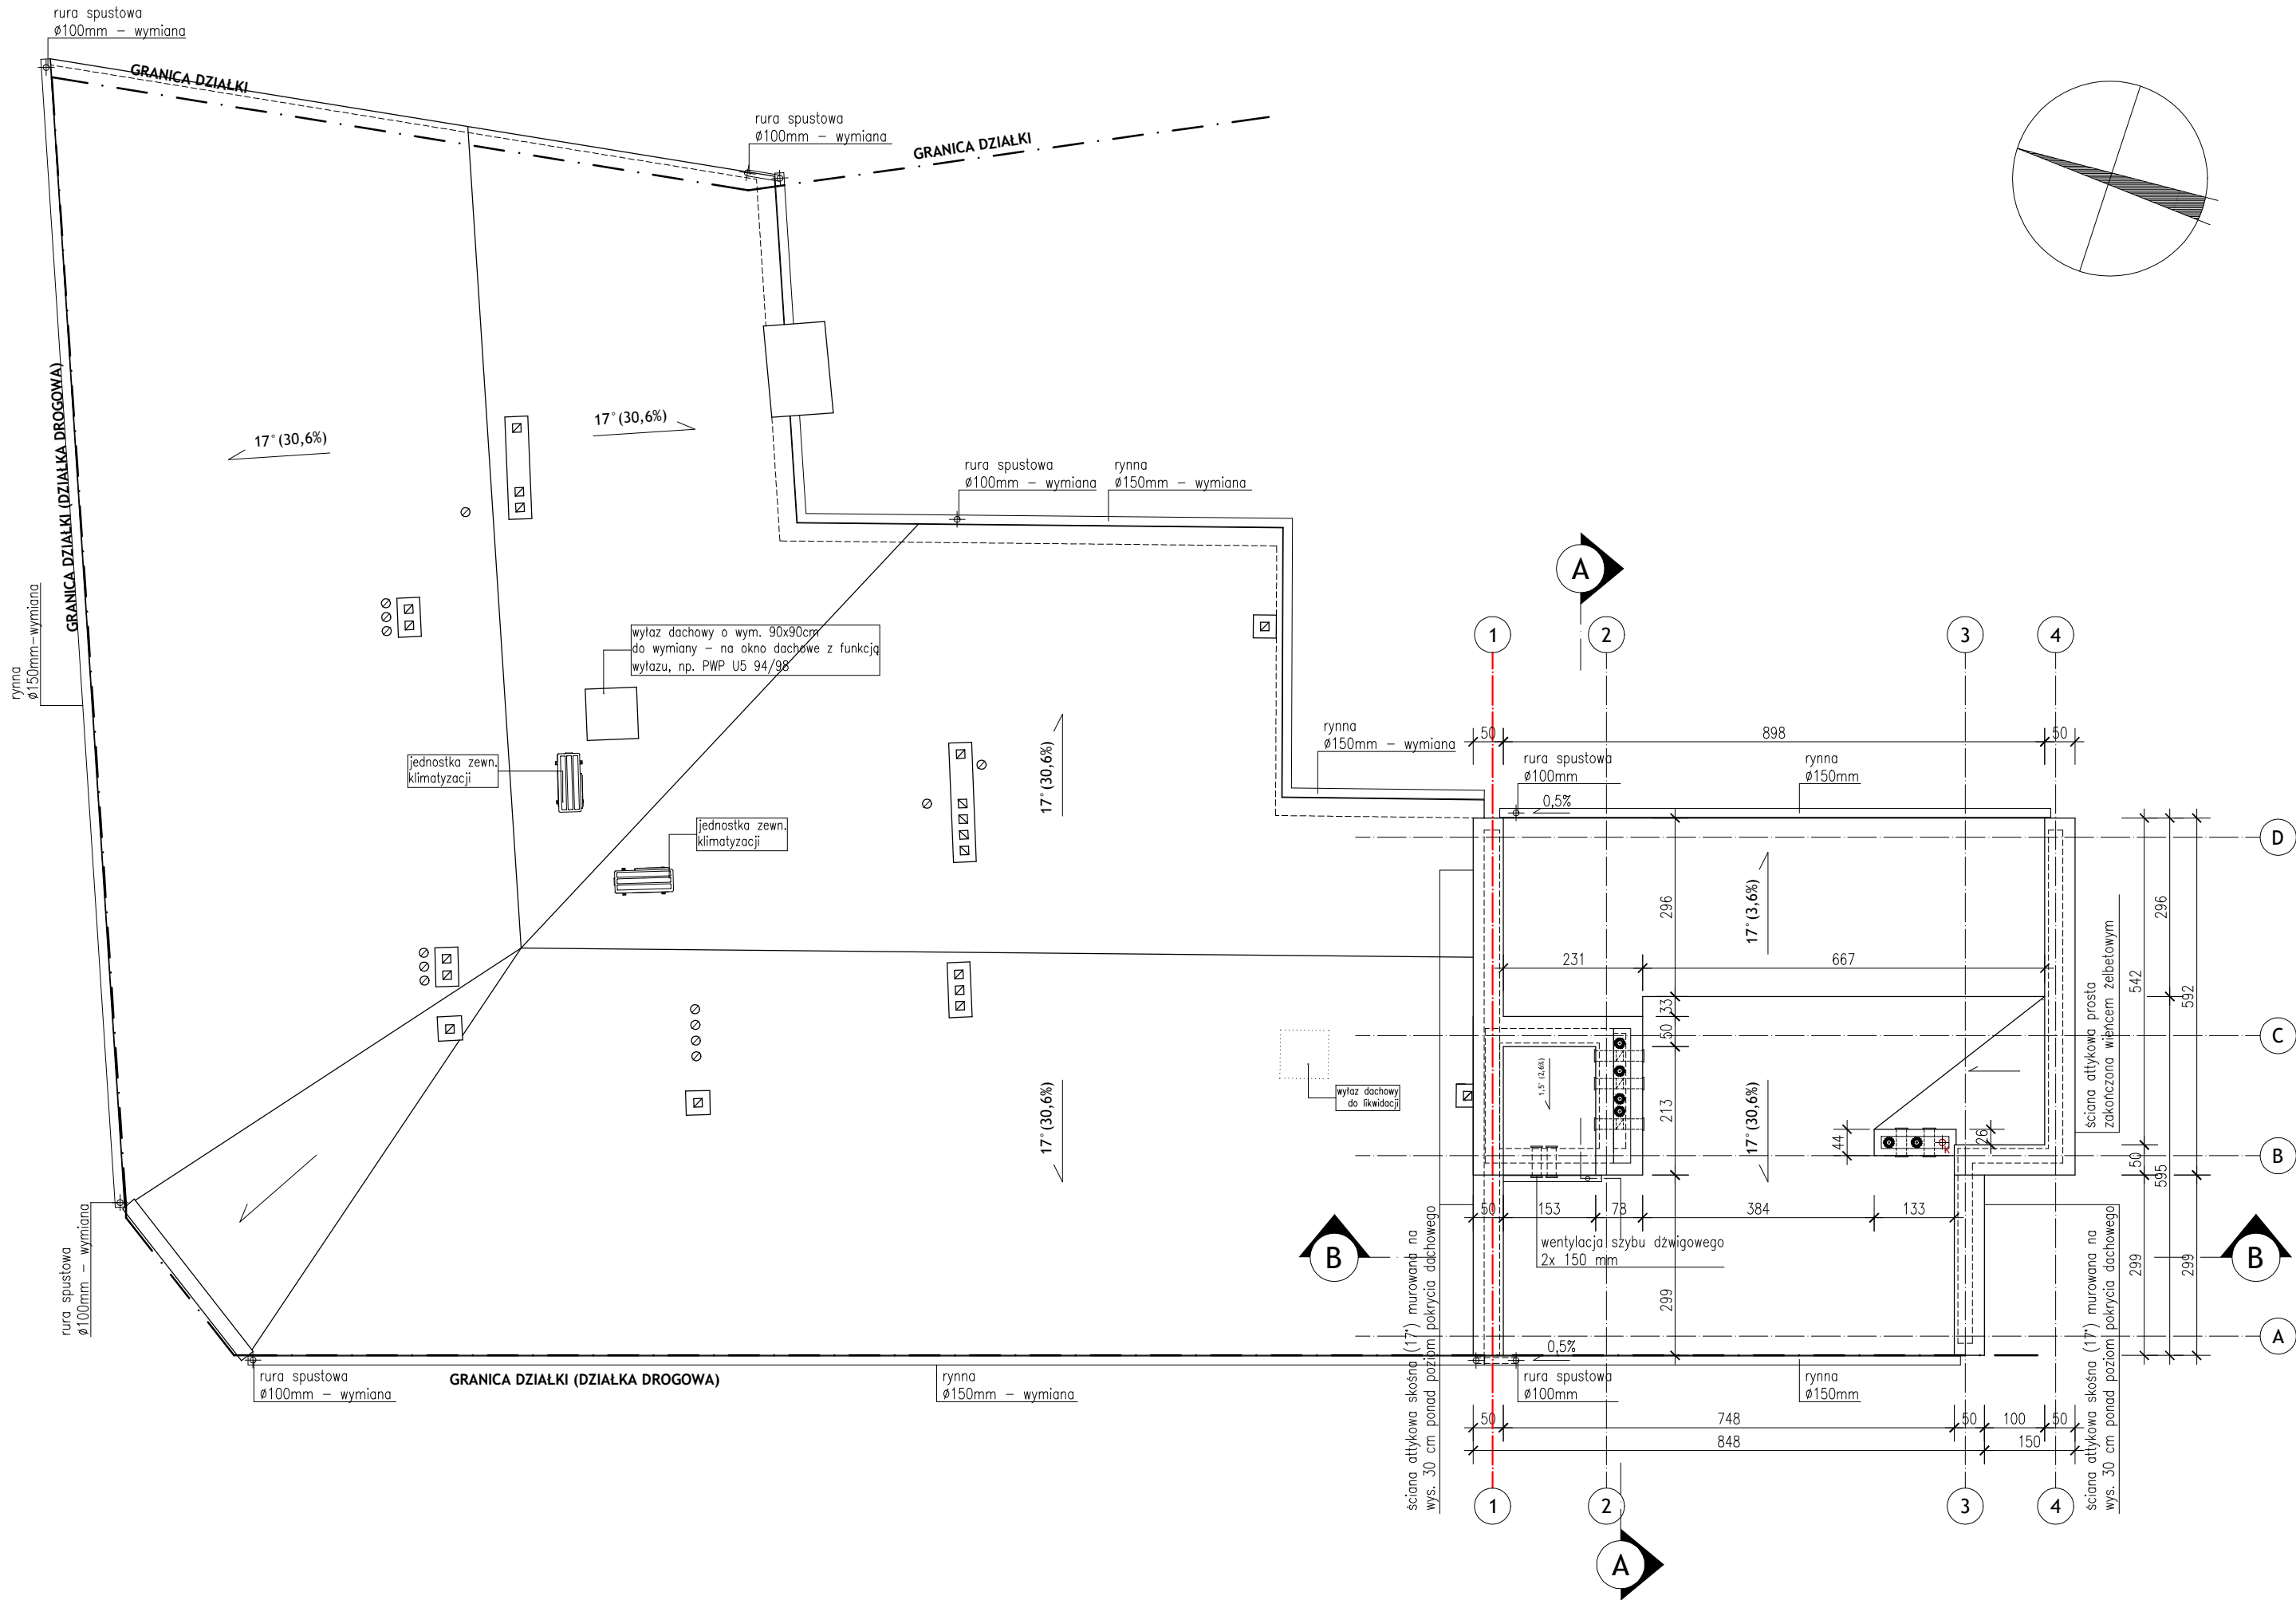 rura spustowa
ø100mm – wymiana
GRANICA DZIAŁKI
rura spustowa
ø100mm – wymiana
GRANICA DZIAŁKI
17°(30,6%)
17°(30,6%)
GRANICA DZIAŁKI (DZIAŁKA DROGOWA)
rynna
ø150mm–wymiana
rura spustowa
ø100mm – wymiana
rynna
ø150mm – wymiana
A
1
2
3
4
wyłaz dachowy o wym. 90x90cm
do wymiany – na okno dachowe z funkcją
wyłazu, np. PWP U5 94/98
jednostka zewn.
klimatyzacji
jednostka zewn.
klimatyzacji
17°(30,6%)
rynna
ø150mm – wymiana
50
898
50
rura spustowa
ø100mm
rynna
ø150mm
0,5%
D
296
17°(3,6%)
231
667
33
50
542
296
592
ściana attykowa prosta
zakończona wieńcem żelbetowym
C
wyłaz dachowy
do likwidacji
17°(30,6%)
1,5° (2,6%)
213
17°(30,6%)
44
26
50
595
B
50
153
78
384
133
wentylacja szybu dźwigowego
2x 150 mm
B
B
299
299
299
ściana attykowa skośna (17°) murowana na
wys. 30 cm ponad poziom pokrycia dachowego
ściana attykowa skośna (17°) murowana na
wys. 30 cm ponad poziom pokrycia dachowego
A
rura spustowa
ø100mm – wymiana
rura spustowa
ø100mm – wymiana
GRANICA DZIAŁKI (DZIAŁKA DROGOWA)
rynna
ø150mm – wymiana
0,5%
rura spustowa
ø100mm
rynna
ø150mm
50
748
50
100
50
848
150
1
2
3
4
A